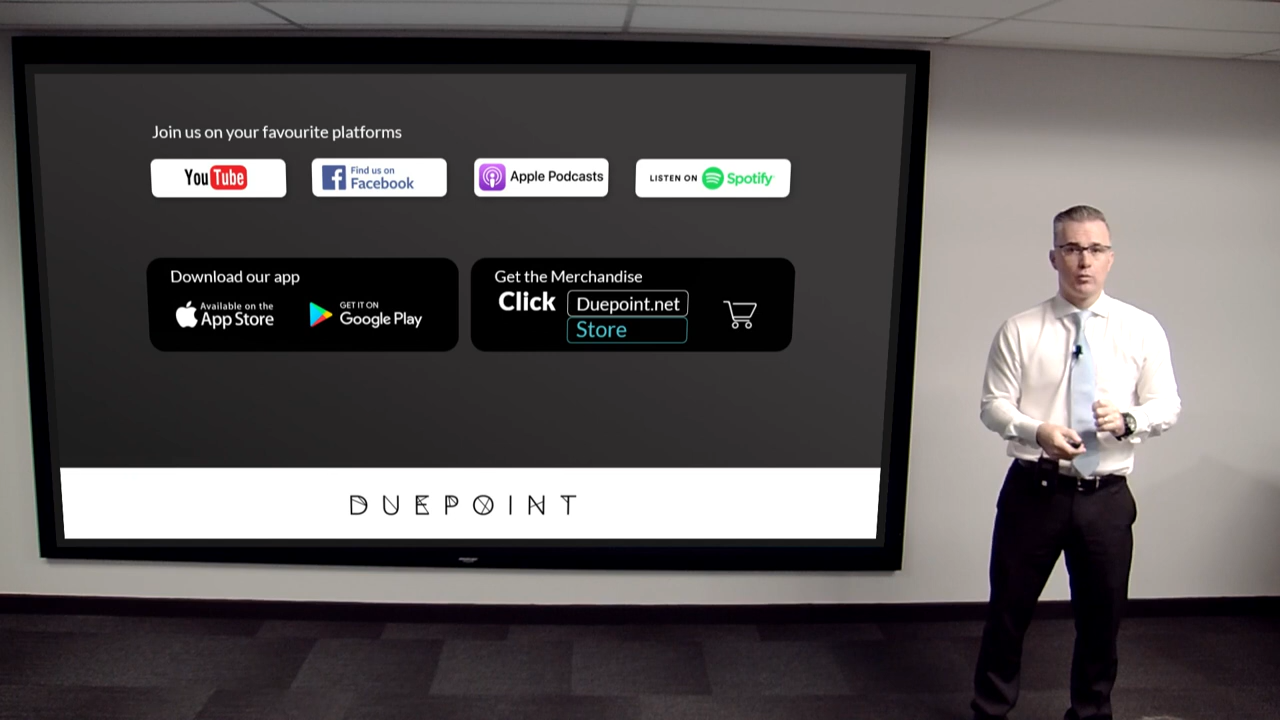 Join us on your favourite platforms
YouTube
Find us on
Facebook
Apple Podcasts
LISTEN ON Spotify
Download our app
Available on the
App Store
GET IT ON
Google Play
Get the Merchandise
Click Duepoint.net
Store
DUEPOINT